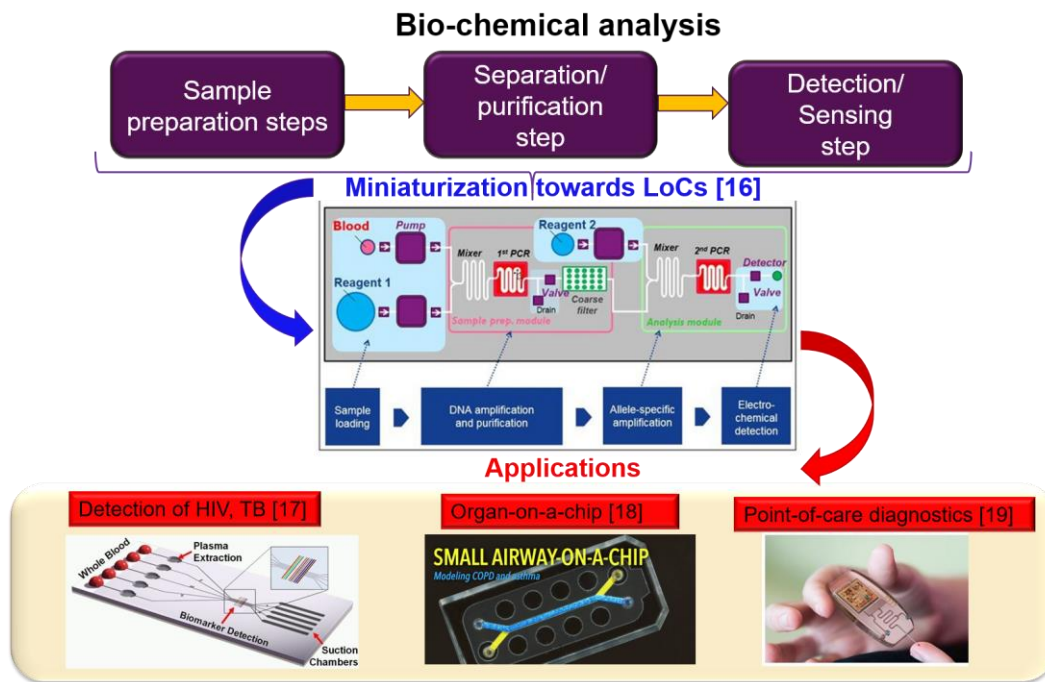 Bio-chemical analysis
Sample
preparation steps
Separation/
purification
step
Detection/
Sensing
step
Miniaturization towards LoCs [16]
Blood
Pump
Reagent 1
Mixer
1st PCR
Valve
Drain
Coarse
filter
Sample prep. module
Reagent 2
Mixer
2nd PCR
Detector
Valve
Drain
Analysis module
Sample
loading
DNA amplification
and purification
Allele-specific
amplification
Electro-
chemical
detection
Applications
Detection of HIV, TB [17]
Whole Blood
Plasma
Extraction
Biomarker Detection
Suction
Chambers
Organ-on-a-chip [18]
SMALL AIRWAY-ON-A-CHIP
Modeling COPD and asthma
Point-of-care diagnostics [19]